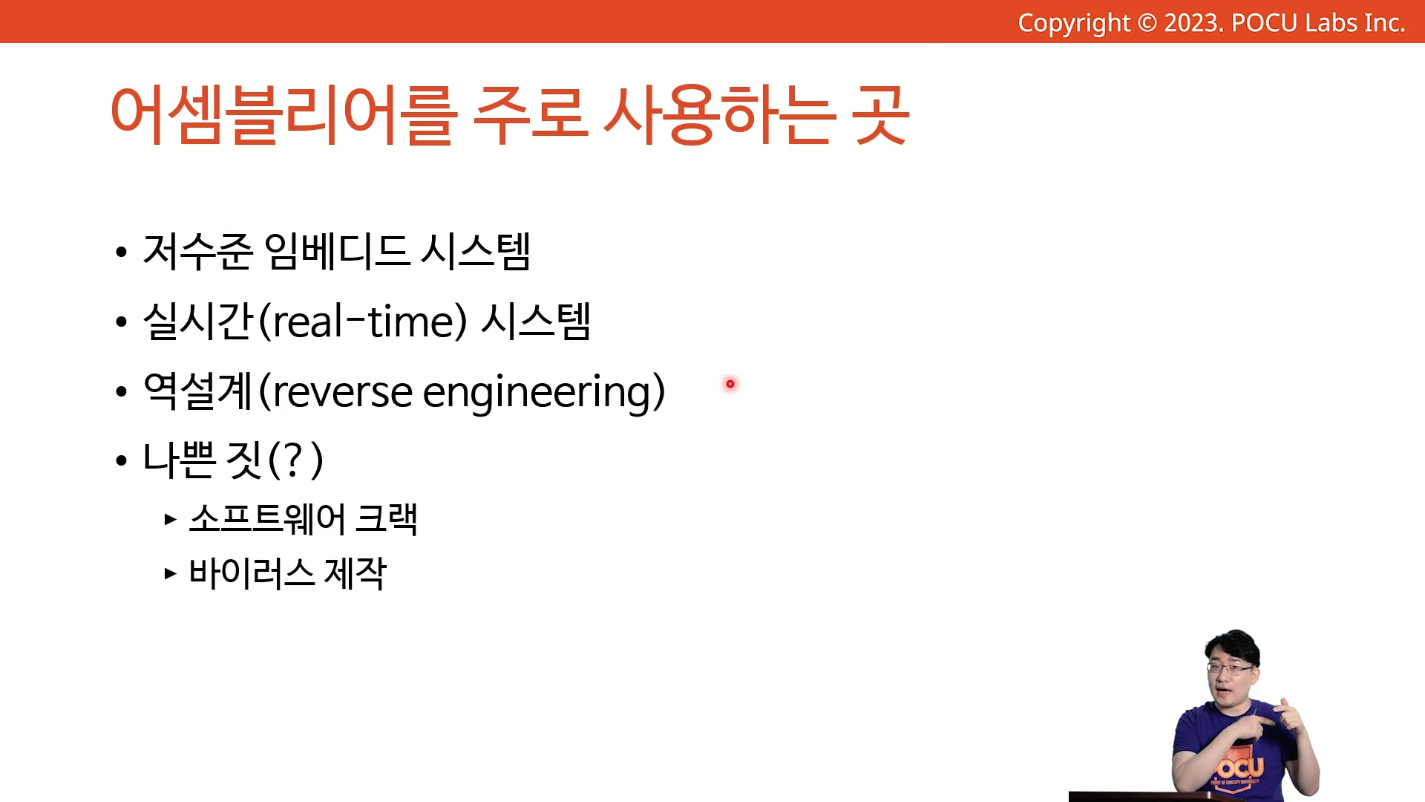 Copyright © 2023. POCU Labs Inc.
어셈블리어를 주로 사용하는 곳
• 저수준 임베디드 시스템
• 실시간(real-time) 시스템
• 역설계(reverse engineering)
• 나쁜 짓(?)
▸ 소프트웨어 크랙
▸ 바이러스 제작
POCU